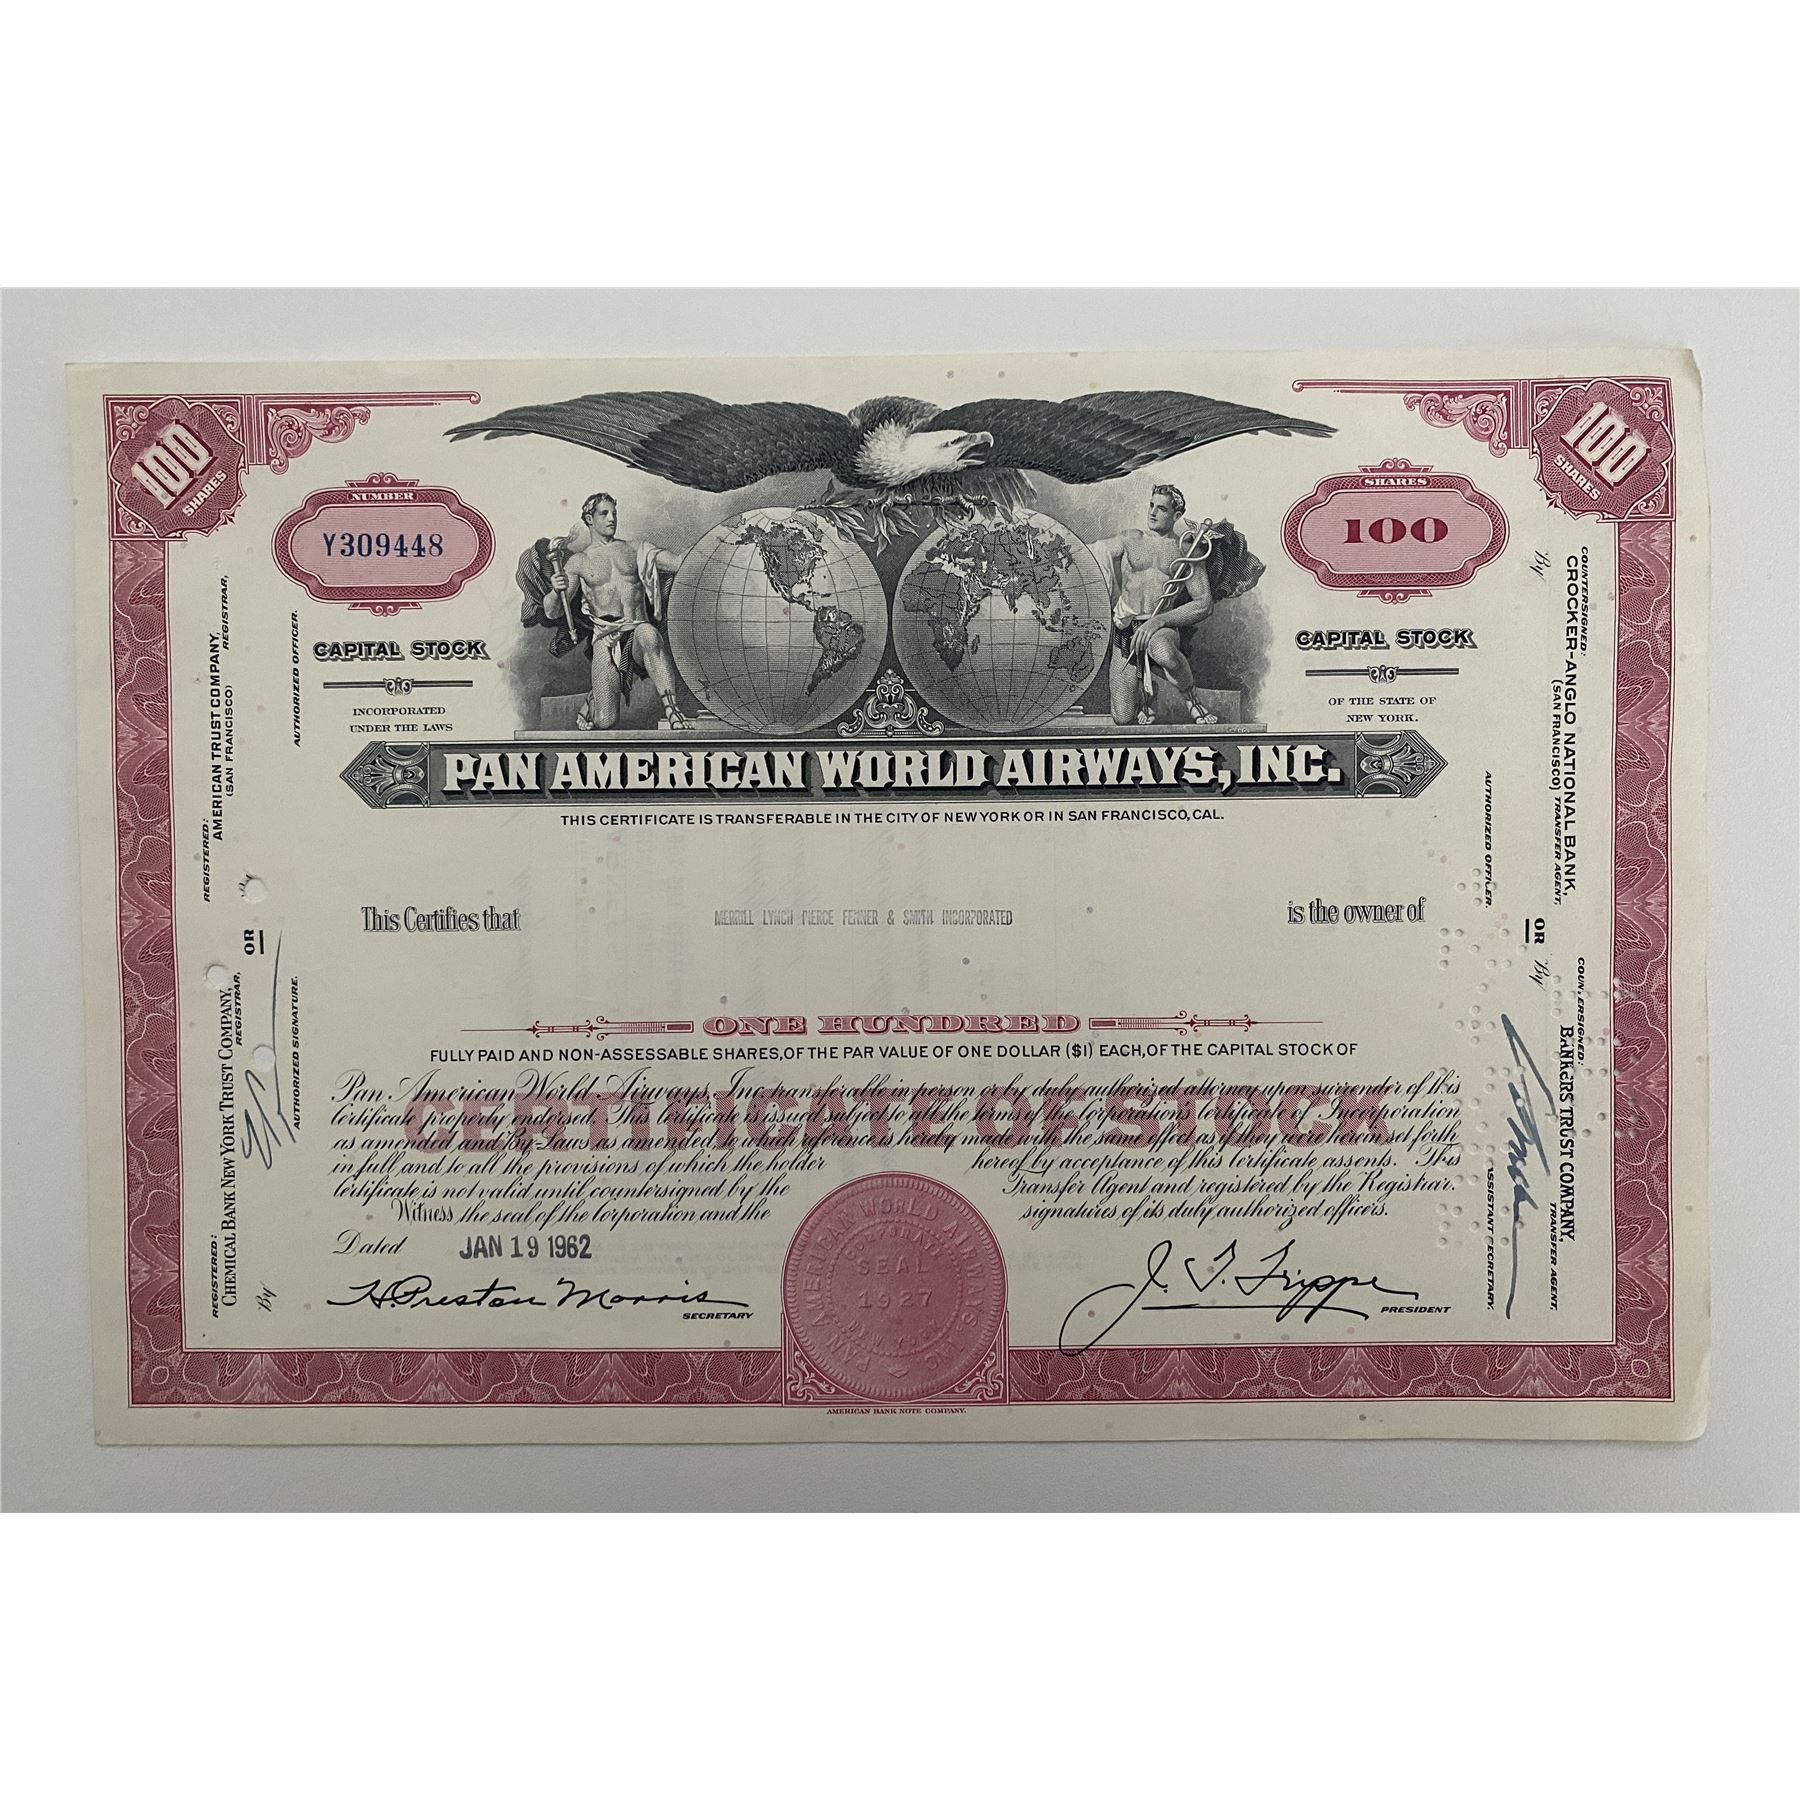 100
SHARES
100
SHARES
NUMBER
Y309448
SHARES
100
CAPITAL STOCK
INCORPORATED
UNDER THE LAWS
CAPITAL STOCK
OF THE STATE OF
NEW YORK.
PAN AMERICAN WORLD AIRWAYS, INC.
THIS CERTIFICATE IS TRANSFERABLE IN THE CITY OF NEW YORK OR IN SAN FRANCISCO, CAL.
This Certifies that MERRILL LYNCH PIERCE FENNER & SMITH INCORPORATED is the owner of
ONE HUNDRED
FULLY PAID AND NON-ASSESSABLE SHARES, OF THE PAR VALUE OF ONE DOLLAR ($1) EACH, OF THE CAPITAL STOCK OF
CERTIFICATE OF STOCK
Pan American World Airways, Inc. transferable in person or by duly authorized attorney upon surrender of this
Certificate properly endorsed. This Certificate is issued subject to all the terms of the Corporation's Certificate of Incorporation
as amended and By-Laws as amended, to which reference is hereby made with the same effect as if they were herein set forth
in full and to all the provisions of which the holder hereof by acceptance of this Certificate assents. This
Certificate is not valid until countersigned by the Transfer Agent and registered by the Registrar.
Witness the seal of the Corporation and the signatures of its duly authorized officers.
Dated JAN 19 1962
H. Preston Morris
SECRETARY
PAN AMERICAN WORLD AIRWAYS, INC.
CORPORATE
SEAL
1927
NEW YORK
J. T. Trippe
PRESIDENT
AMERICAN BANK NOTE COMPANY.
REGISTERED:
AMERICAN TRUST COMPANY,
(SAN FRANCISCO) REGISTRAR,
By
AUTHORIZED OFFICER.
OR
REGISTERED:
CHEMICAL BANK NEW YORK TRUST COMPANY,
REGISTRAR,
By
AUTHORIZED SIGNATURE.
COUNTERSIGNED:
CROCKER-ANGLO NATIONAL BANK,
(SAN FRANCISCO) TRANSFER AGENT,
By
AUTHORIZED OFFICER.
OR
COUNTERSIGNED:
BANKERS TRUST COMPANY,
TRANSFER AGENT,
By
ASSISTANT SECRETARY.